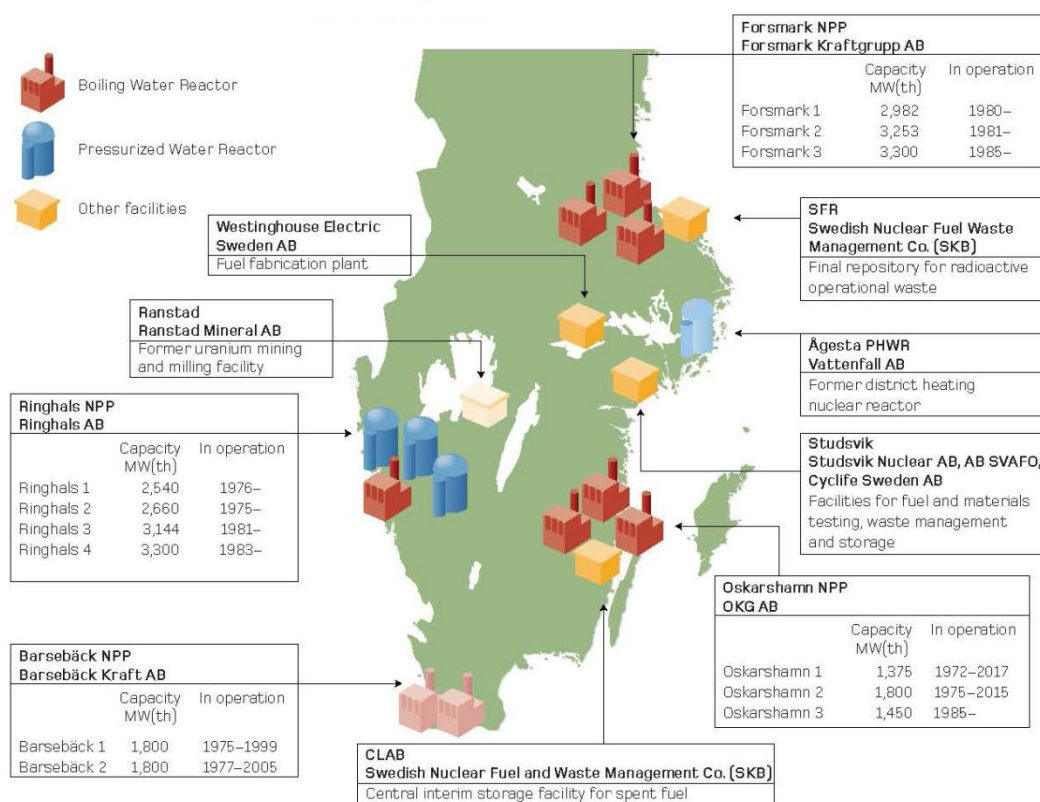 Boiling Water Reactor
Pressurized Water Reactor
Other facilities
Forsmark NPP
Forsmark Kraftgrupp AB
Capacity MW(th) In operation
Forsmark 1 2,982 1980–
Forsmark 2 3,253 1981–
Forsmark 3 3,300 1985–
SFR
Swedish Nuclear Fuel Waste
Management Co. (SKB)
Final repository for radioactive
operational waste
Westinghouse Electric
Sweden AB
Fuel fabrication plant
Ranstad
Ranstad Mineral AB
Former uranium mining
and milling facility
Ågesta PHWR
Vattenfall AB
Former district heating
nuclear reactor
Ringhals NPP
Ringhals AB
Capacity In operation
MW(th)
Ringhals 1 2,540 1976–
Ringhals 2 2,660 1975–
Ringhals 3 3,144 1981–
Ringhals 4 3,300 1983–
Studsvik
Studsvik Nuclear AB, AB SVAFO,
Cyclife Sweden AB
Facilities for fuel and materials
testing, waste management
and storage
Oskarshamn NPP
OKG AB
Capacity In operation
MW(th)
Oskarshamn 1 1,375 1972–2017
Oskarshamn 2 1,800 1975–2015
Oskarshamn 3 1,450 1985–
Barsebäck NPP
Barsebäck Kraft AB
Capacity In operation
MW(th)
Barsebäck 1 1,800 1975–1999
Barsebäck 2 1,800 1977–2005
CLAB
Swedish Nuclear Fuel and Waste Management Co. (SKB)
Central interim storage facility for spent fuel